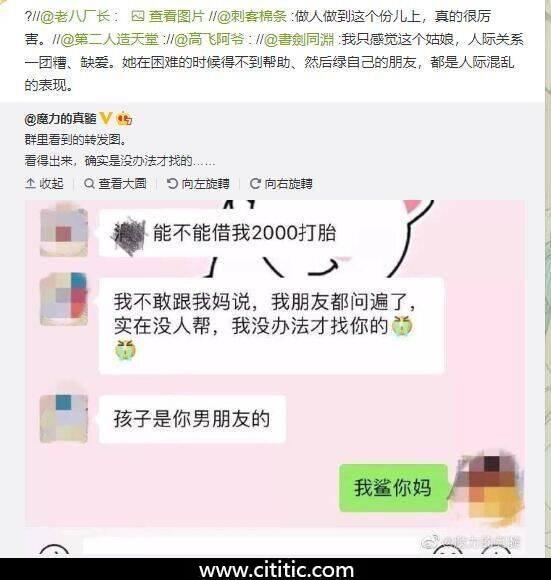 ?//@老八厂长: 查看图片//@刺客棉条:做人做到这个份儿上，真的很厉
害。//@第二人造天堂://@高飞阿爷://@書劍同淵:我只感觉这个姑娘，人际关系
一团糟、缺爱。她在困难的时候得不到帮助、然后绿自己的朋友，都是人际混乱
的表现。
@魔力的真髓
群里看到的转发图。
看得出来，确实是没办法才找的……
收起 查看大圖 向左旋轉 向右旋轉
能不能借我2000打胎
我不敢跟我妈说，我朋友都问遍了，
实在没人帮，我没办法才找你的
孩子是你男朋友的
我鲨你妈
@魔力的真髓
www.cititic.com